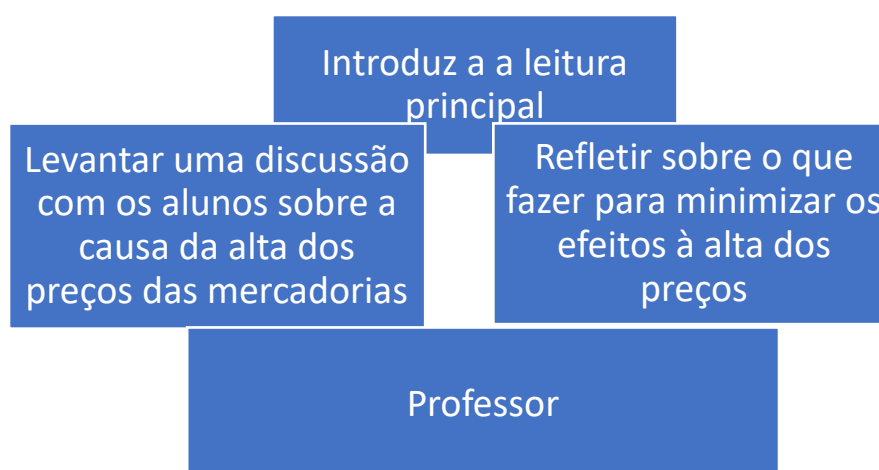 Introduz a a leitura
principal
Levantar uma discussão
com os alunos sobre a
causa da alta dos
preços das mercadorias
Refletir sobre o que
fazer para minimizar os
efeitos à alta dos
preços
Professor